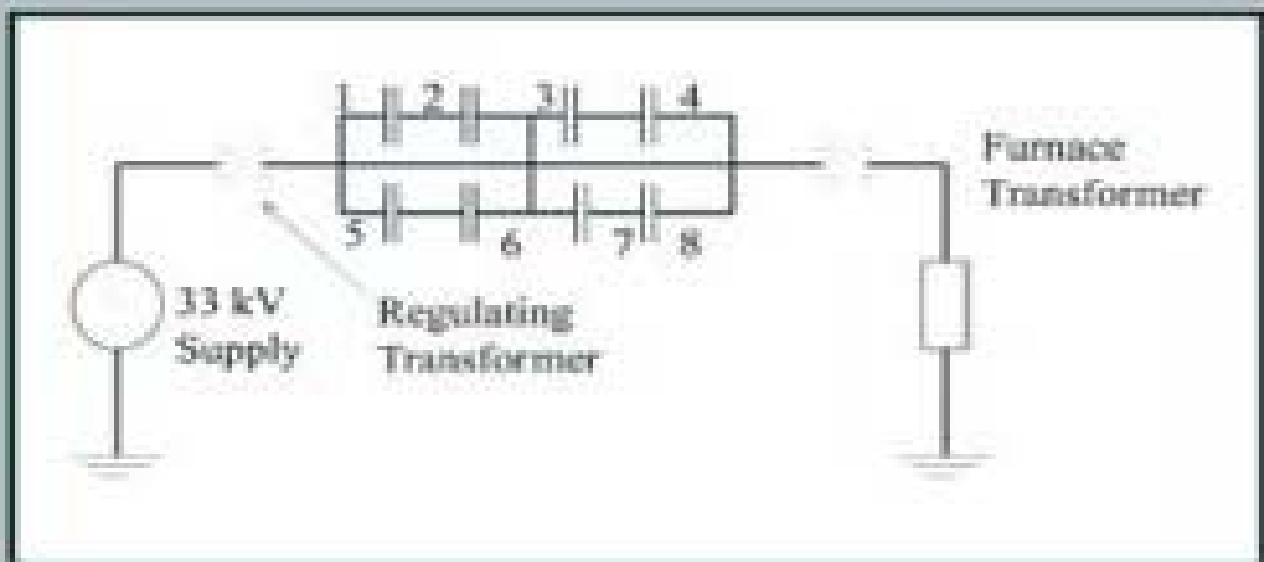 1 2 3 4
Furnace
Transformer
5 6 7 8
33 kV
Supply
Regulating
Transformer